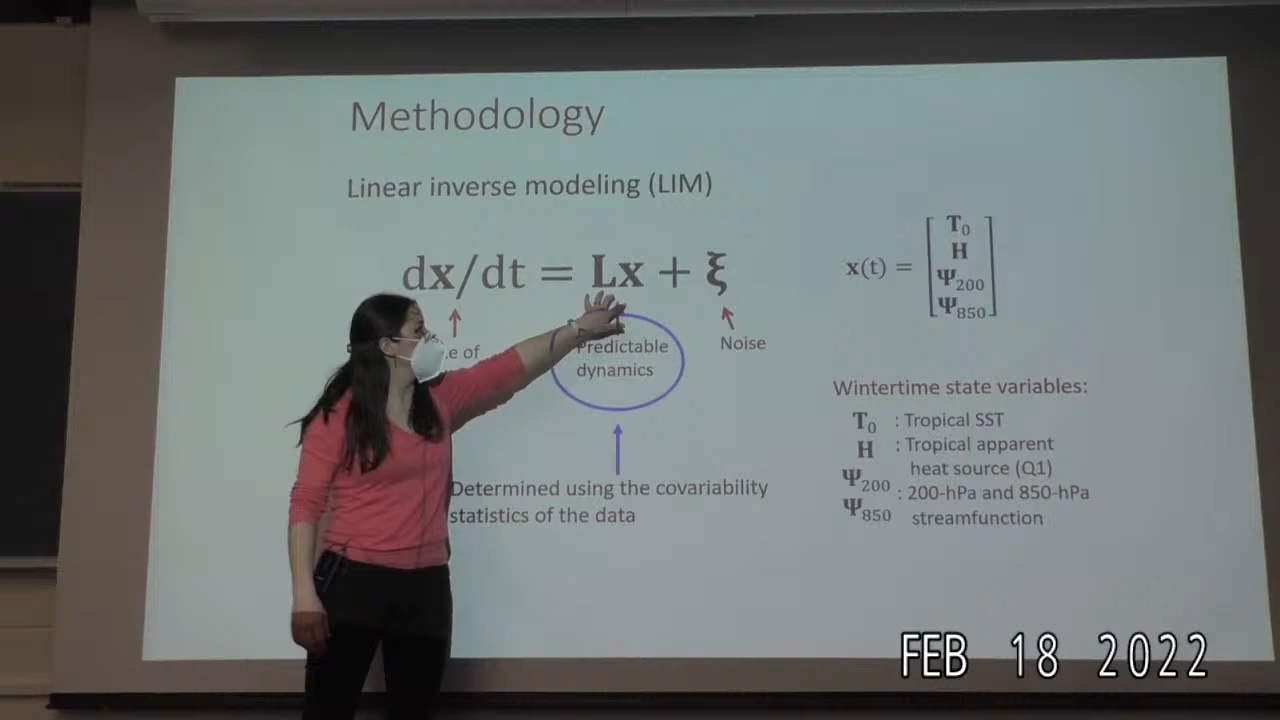 Methodology
Linear inverse modeling (LIM)
dx/dt = Lx + ξ
e of
Predictable
dynamics
Noise
Determined using the covariability
statistics of the data
x(t) =
T₀
H
Ψ₂₀₀
Ψ₈₅₀
Wintertime state variables:
T₀ : Tropical SST
H : Tropical apparent
heat source (Q1)
Ψ₂₀₀ : 200-hPa and 850-hPa
Ψ₈₅₀ streamfunction
FEB 18 2022